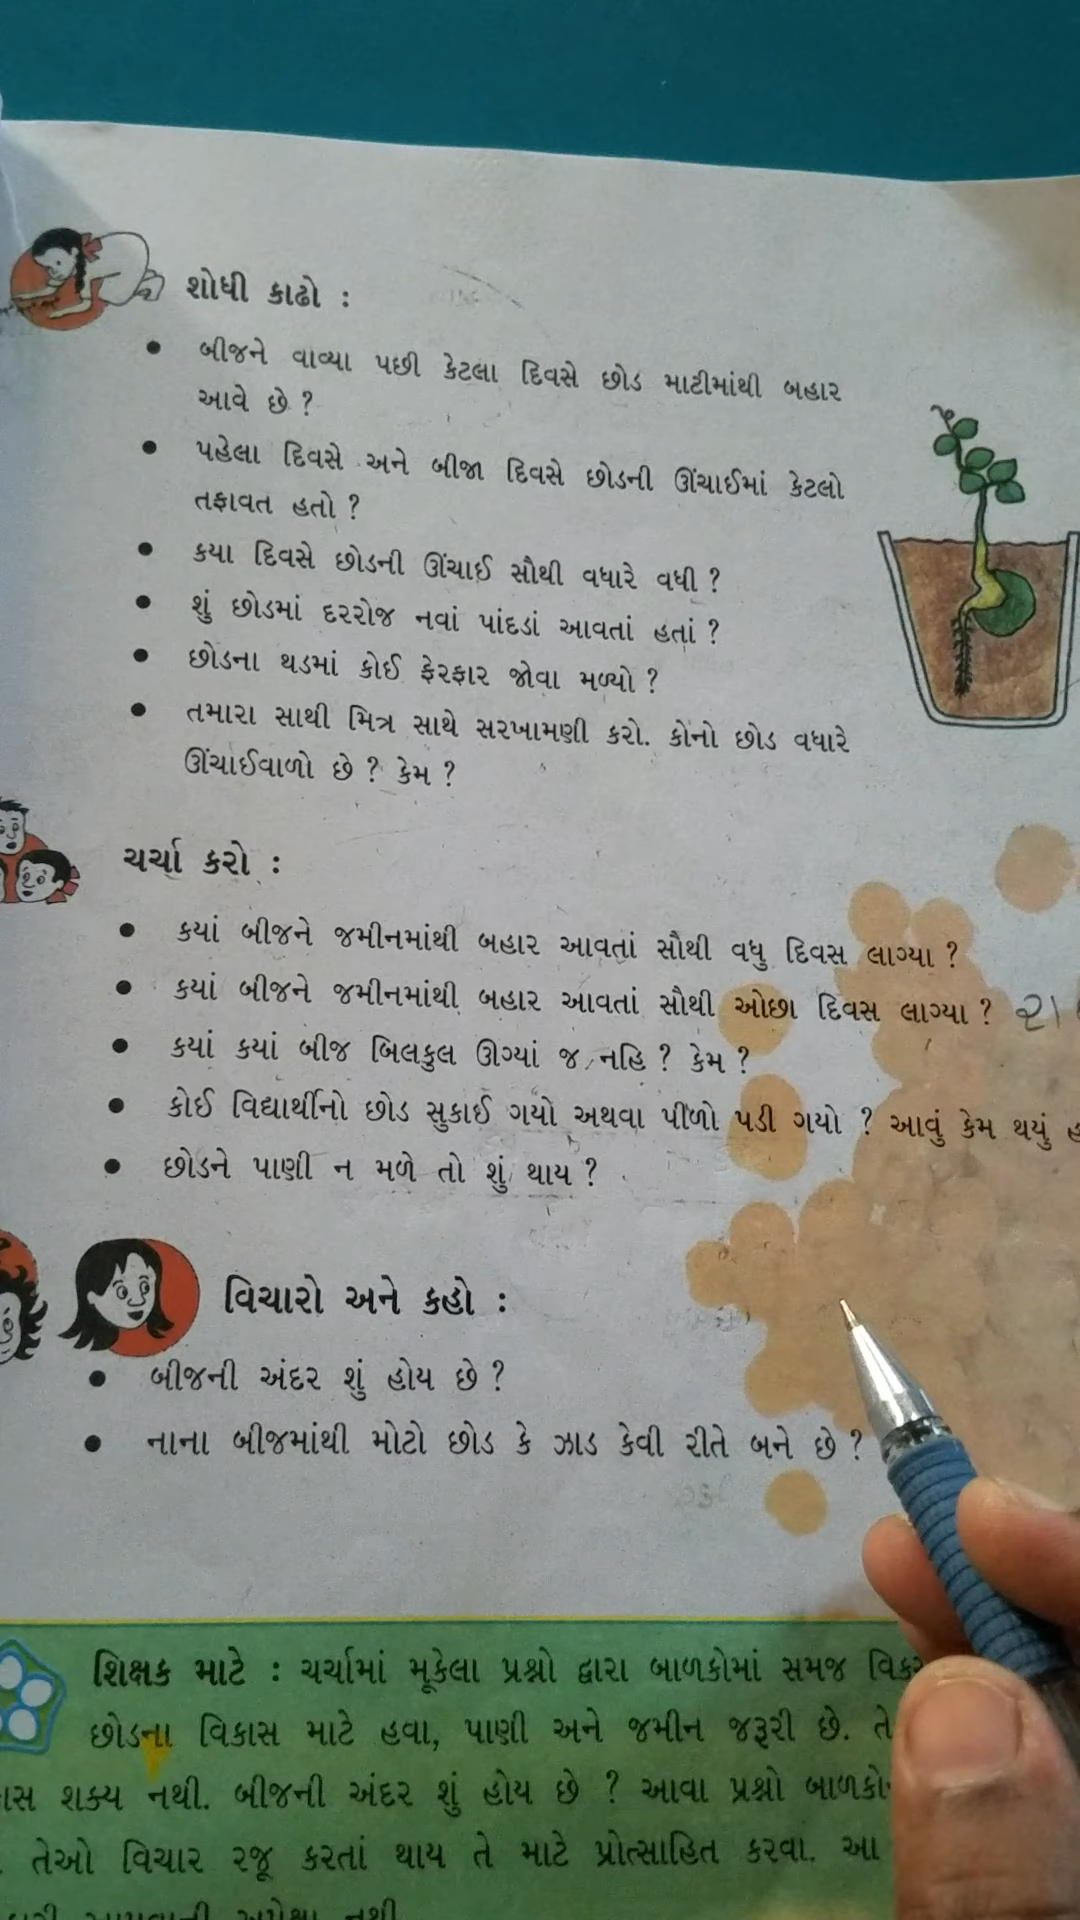 શોધી કાઢો :
• બીજને વાવ્યા પછી કેટલા દિવસે છોડ માટીમાંથી બહાર
આવે છે ?
• પહેલા દિવસે અને બીજા દિવસે છોડની ઊંચાઈમાં કેટલો
તફાવત હતો ?
• કયા દિવસે છોડની ઊંચાઈ સૌથી વધારે વધી ?
• શું છોડમાં દરરોજ નવાં પાંદડાં આવતાં હતાં ?
• છોડના થડમાં કોઈ ફેરફાર જોવા મળ્યો ?
• તમારા સાથી મિત્ર સાથે સરખામણી કરો. કોનો છોડ વધારે
ઊંચાઈવાળો છે ? કેમ ?
ચર્ચા કરો :
• કયાં બીજને જમીનમાંથી બહાર આવતાં સૌથી વધુ દિવસ લાગ્યા ?
• કયાં બીજને જમીનમાંથી બહાર આવતાં સૌથી ઓછા દિવસ લાગ્યા ?
• કયાં કયાં બીજ બિલકુલ ઊગ્યાં જ નહિ ? કેમ ?
• કોઈ વિદ્યાર્થીનો છોડ સુકાઈ ગયો અથવા પીળો પડી ગયો ? આવું કેમ થયું
• છોડને પાણી ન મળે તો શું થાય ?
વિચારો અને કહો :
• બીજની અંદર શું હોય છે ?
• નાના બીજમાંથી મોટો છોડ કે ઝાડ કેવી રીતે બને છે ?
શિક્ષક માટે : ચર્ચામાં મૂકેલા પ્રશ્નો દ્વારા બાળકોમાં સમજ
છોડના વિકાસ માટે હવા, પાણી અને જમીન જરૂરી છે.
શક્ય નથી. બીજની અંદર શું હોય છે ? આવા પ્રશ્નો
તેઓ વિચાર રજૂ કરતાં થાય તે માટે પ્રોત્સાહિત કરવા. આ